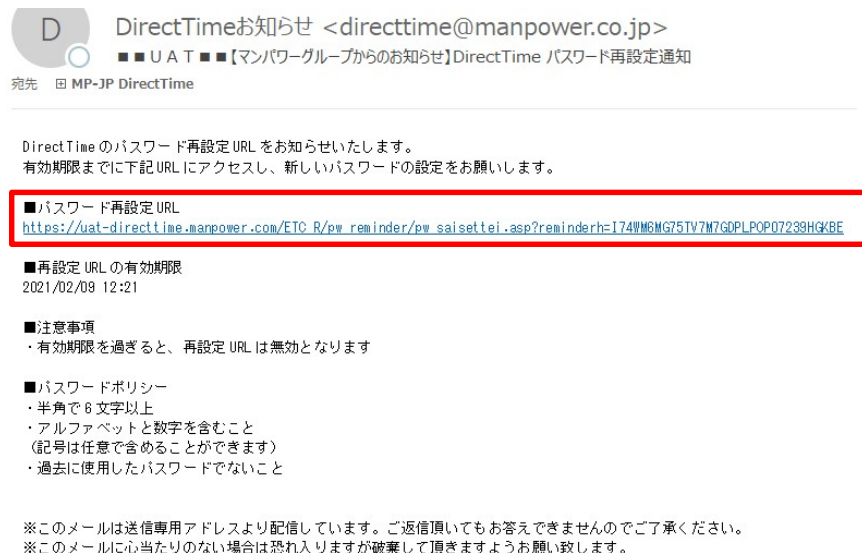 D
DirectTimeお知らせ <directtime@manpower.co.jp>
■■ＵＡＴ■■【マンパワーグループからのお知らせ】DirectTime パスワード再設定通知
宛先 ⊞ MP-JP DirectTime
DirectTime のパスワード再設定 URL をお知らせいたします。
有効期限までに下記 URL にアクセスし、新しいパスワードの設定をお願いします。
■パスワード再設定 URL
https://uat-directtime.manpower.com/ETC_R/pw_reminder/pw_saisettei.asp?reminderh=I74WM6MG75TV7M7GDPLPOPO7239HGKBE
■再設定 URL の有効期限
2021/02/09 12:21
■注意事項
・有効期限を過ぎると、再設定 URL は無効となります
■パスワードポリシー
・半角で 6 文字以上
・アルファベットと数字を含むこと
（記号は任意で含めることができます）
・過去に使用したパスワードでないこと
※このメールは送信専用アドレスより配信しています。ご返信頂いてもお答えできませんのでご了承ください。
※このメールに心当たりのない場合は恐れ入りますが破棄して頂きますようお願い致します。